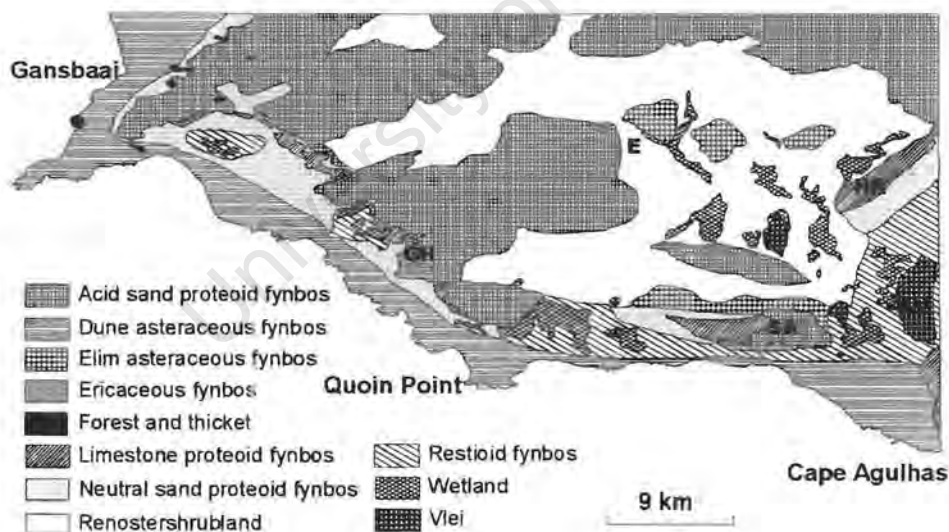 Gansbaai
E
GH
Acid sand proteoid fynbos
Dune asteraceous fynbos
Elim asteraceous fynbos
Ericaceous fynbos
Forest and thicket
Limestone proteoid fynbos
Neutral sand proteoid fynbos
Renostershrubland
Restioid fynbos
Wetland
Vlei
Quoin Point
Cape Agulhas
9 km